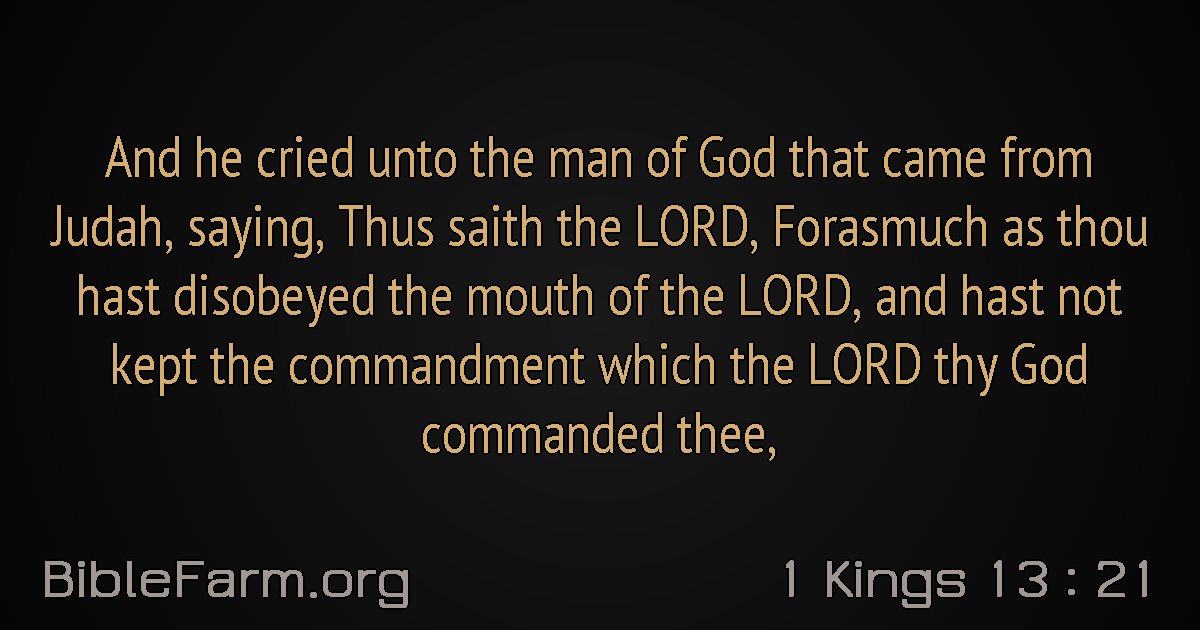 And he cried unto the man of God that came from
Judah, saying, Thus saith the LORD, Forasmuch as thou
hast disobeyed the mouth of the LORD, and hast not
kept the commandment which the LORD thy God
commanded thee,
BibleFarm.org
1 Kings 13 : 21